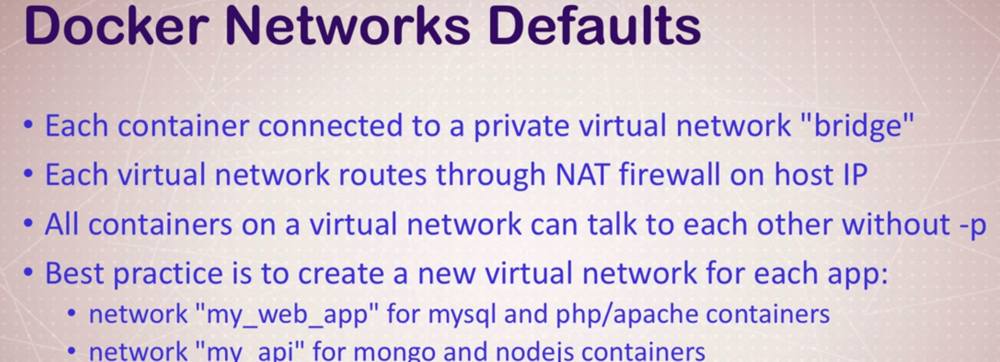 Docker Networks Defaults
• Each container connected to a private virtual network "bridge"
• Each virtual network routes through NAT firewall on host IP
• All containers on a virtual network can talk to each other without -p
• Best practice is to create a new virtual network for each app:
• network "my_web_app" for mysql and php/apache containers
• network "my_api" for mongo and nodejs containers